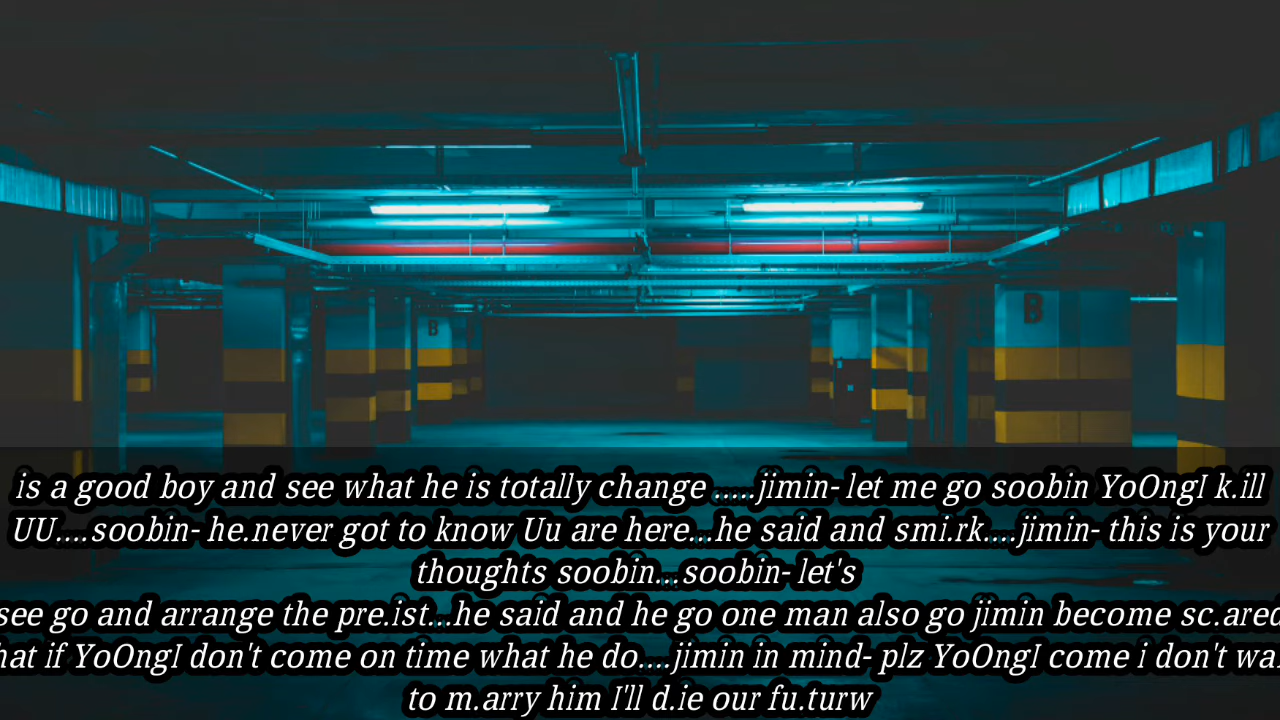 B
B
is a good boy and see what he is totally change .....jimin- let me go soobin YoOngI k.ill
UU....soobin- he.never got to know Uu are here...he said and smi.rk....jimin- this is your
thoughts soobin...soobin- let's
see go and arrange the pre.ist...he said and he go one man also go jimin become sc.ared
if YoOngI don't come on time what he do....jimin in mind- plz YoOngI come i don't
to m.arry him I'll d.ie our fu.turw